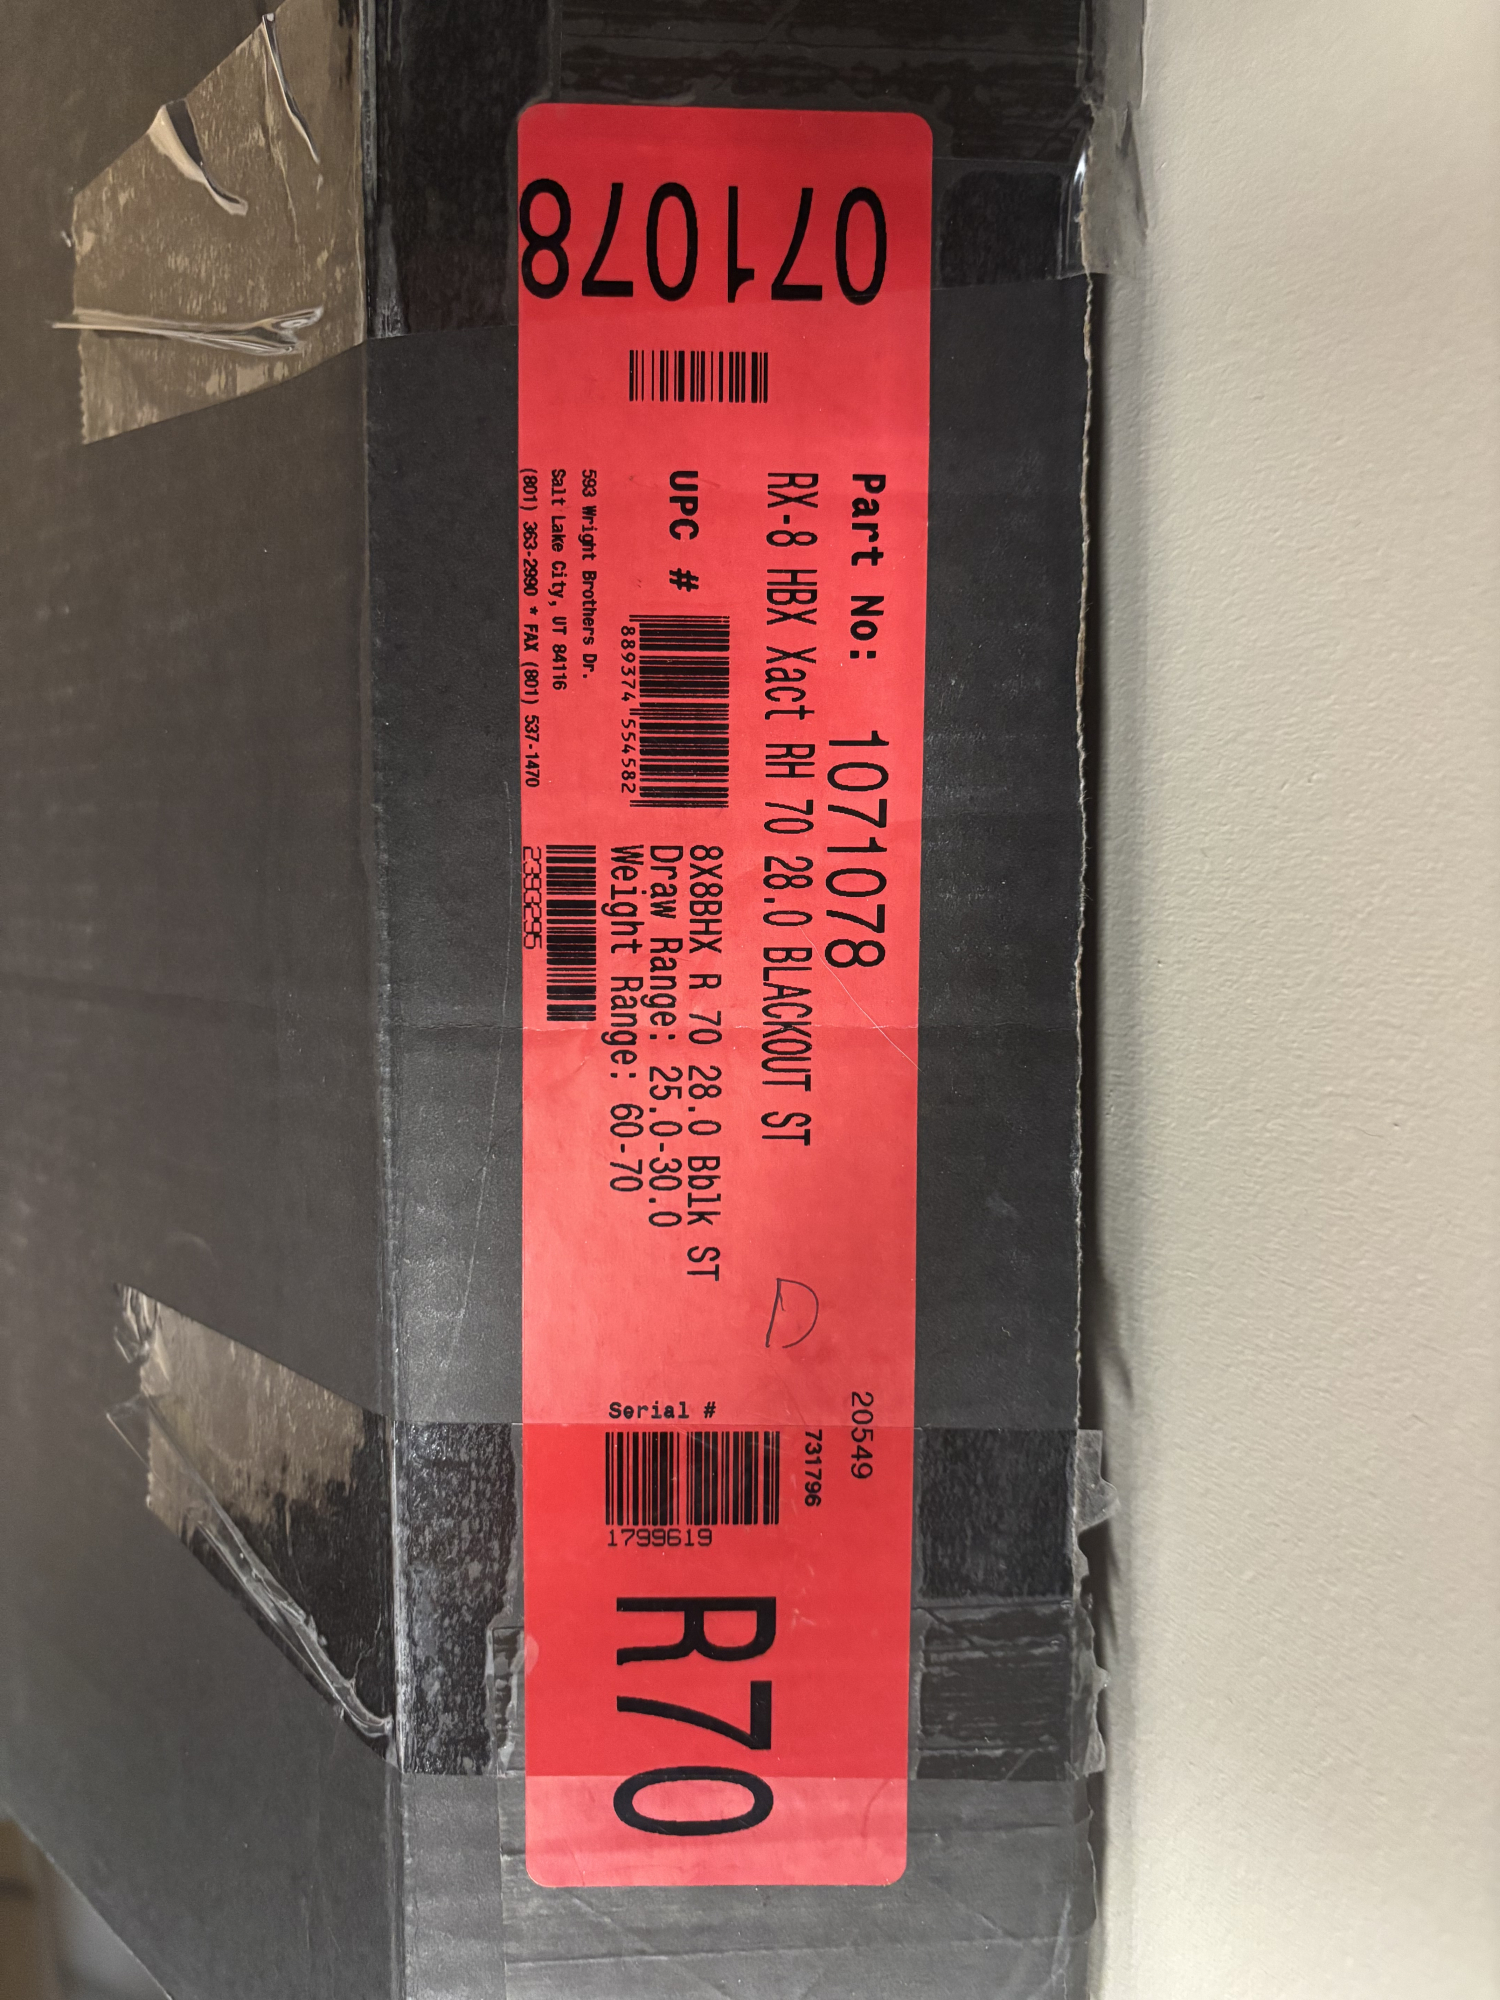 071078
Part No: 1071078
RX-8 HBX Xact RH 70 28.0 BLACKOUT ST
UPC #
889374 554582
8X8BHX R 70 28.0 Bblk ST
Draw Range: 25.0-30.0
Weight Range: 60-70
593 Wright Brothers Dr.
Salt Lake City, UT 84116
(801) 363-2990 * FAX (801) 537-1470
2393295
D
20549
731796
Serial #
1799619
R70